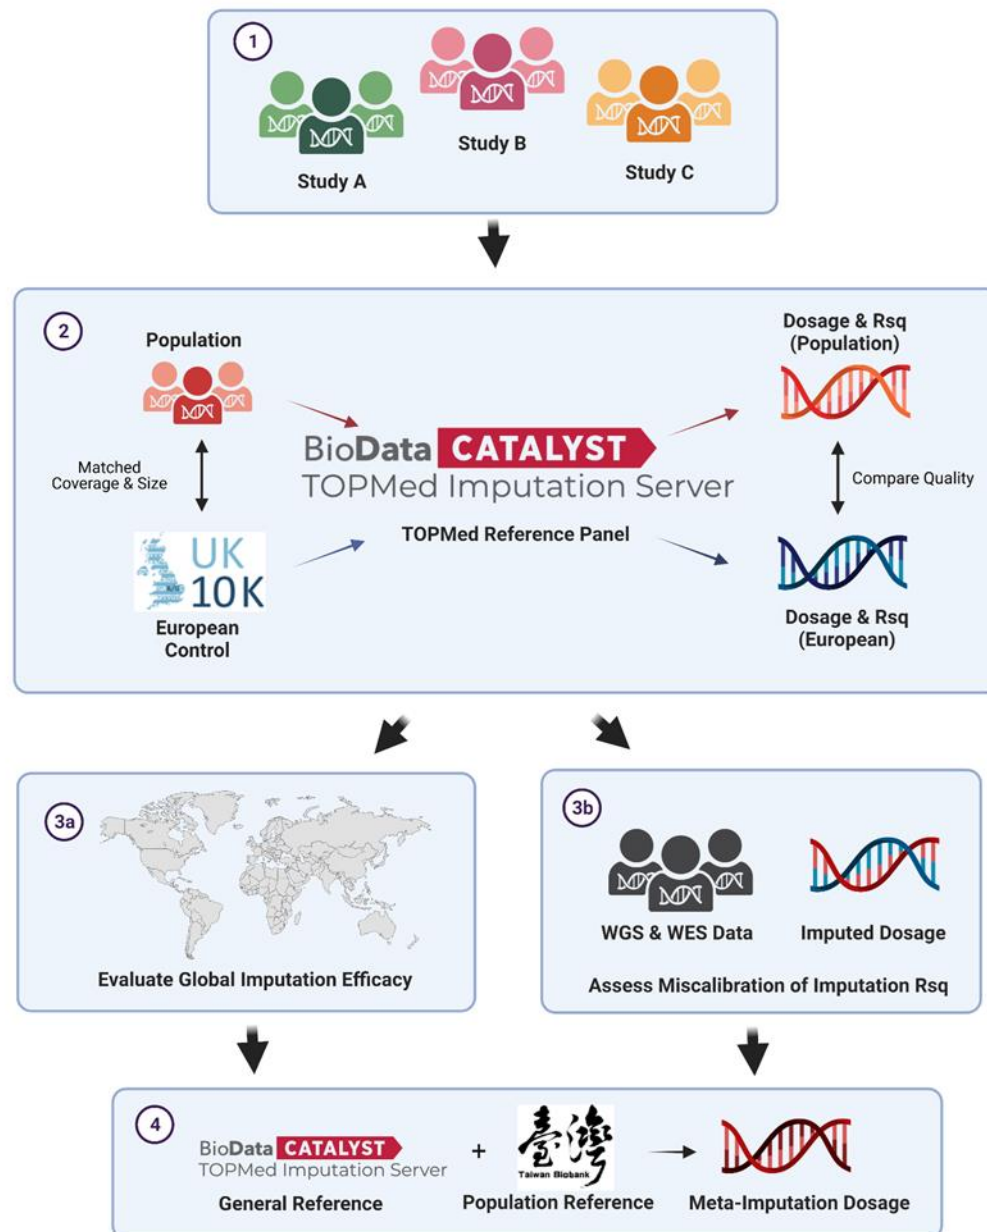 1
Study A
Study B
Study C
2
Population
Matched
Coverage & Size
UK
10K
European
Control
BioData CATALYST
TOPMed Imputation Server
TOPMed Reference Panel
Dosage & Rsq
(Population)
Compare Quality
Dosage & Rsq
(European)
3a
Evaluate Global Imputation Efficacy
3b
WGS & WES Data
Imputed Dosage
Assess Miscalibration of Imputation Rsq
4
BioData CATALYST
TOPMed Imputation Server
General Reference
+
臺灣
Taiwan Biobank
Population Reference
Meta-Imputation Dosage